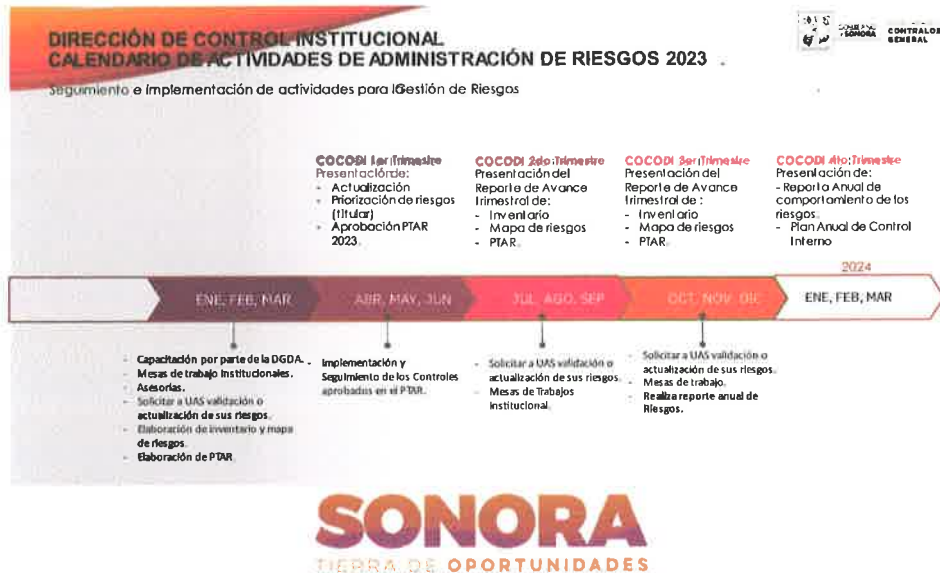 DIRECCIÓN DE CONTROL INSTITUCIONAL
CALENDARIO DE ACTIVIDADES DE ADMINISTRACIÓN DE RIESGOS 2023
GOBIERNO
SONORA
CONTRALOR
GENERAL
Seguimiento e implementación de actividades para Gestión de Riesgos
COCODI 1er Trimestre
Presentación de:
- Actualización
- Priorización de riesgos
(titular)
- Aprobación PTAR
2023.
COCODI 2do Trimestre
Presentación del
Reporte de Avance
trimestral de:
- Inventario
- Mapa de riesgos
- PTAR.
COCODI 3er Trimestre
Presentación del
Reporte de Avance
trimestral de :
- Inventario
- Mapa de riesgos
- PTAR.
COCODI 4to Trimestre
Presentación de:
- Reporta Anual de
comportamiento de los
riesgos.
- Plan Anual de Control
Interno
2024
ENE, FEB, MAR
ABR, MAY, JUN
JUL, AGO, SEP
OCT, NOV, DIC
ENE, FEB, MAR
- Capacitación por parte de la DGDA.
- Mesas de trabajo Institucionales.
- Asesorías.
- Solicitar a UAS validación o
actualización de sus riesgos.
- Elaboración de inventario y mapa
de riesgos.
- Elaboración de PTAR
- Implementación y
Seguimiento de los Controles
aprobados en el PTAR.
- Solicitar a UAS validación o
actualización de sus riesgos.
- Mesas de Trabajos
Institucional.
- Solicitar a UAS validación o
actualización de sus riesgos.
- Mesas de trabajo.
- Realiza reporte anual de
Riesgos.
SONORA
TIERRA DE OPORTUNIDADES